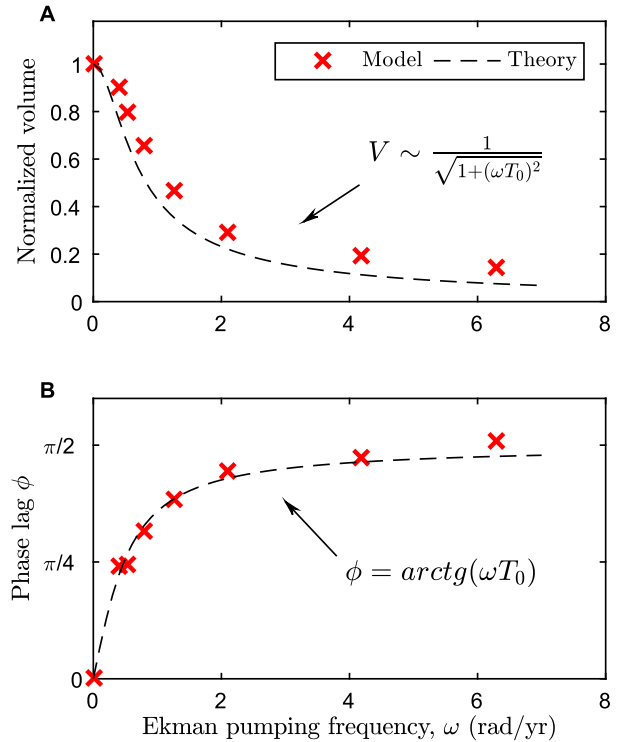 A
Normalized volume
1
0.8
0.6
0.4
0.2
0
× Model − − − Theory
V ∼ 1/√(1+(ωT₀)²)
0 2 4 6 8
B
Phase lag ϕ
π/2
π/4
0
ϕ = arctg(ωT₀)
0 2 4 6 8
Ekman pumping frequency, ω (rad/yr)